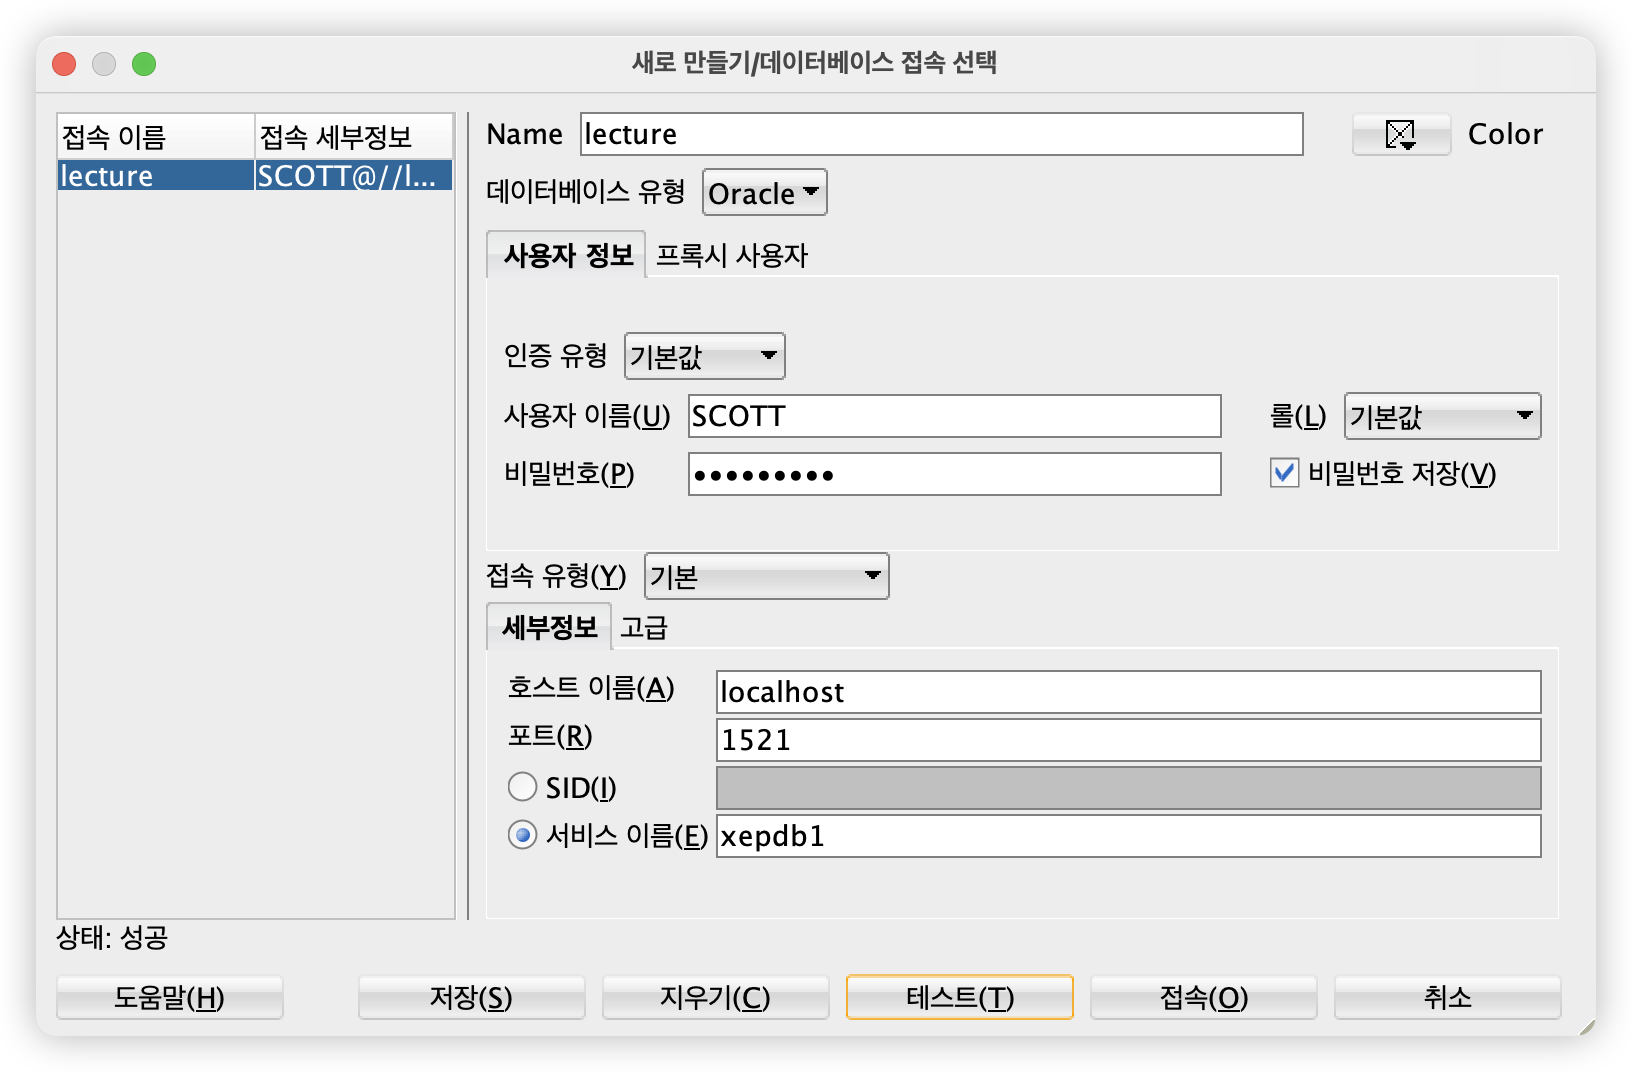 새로 만들기/데이터베이스 접속 선택
접속 이름 접속 세부정보
lecture SCOTT@//l...
Name lecture Color
데이터베이스 유형 Oracle
사용자 정보 프록시 사용자
인증 유형 기본값
사용자 이름(U) SCOTT 롤(L) 기본값
비밀번호(P) ••••••••• 비밀번호 저장(V)
접속 유형(Y) 기본
세부정보 고급
호스트 이름(A) localhost
포트(R) 1521
SID(I)
서비스 이름(E) xepdb1
상태: 성공
도움말(H) 저장(S) 지우기(C) 테스트(T) 접속(O) 취소